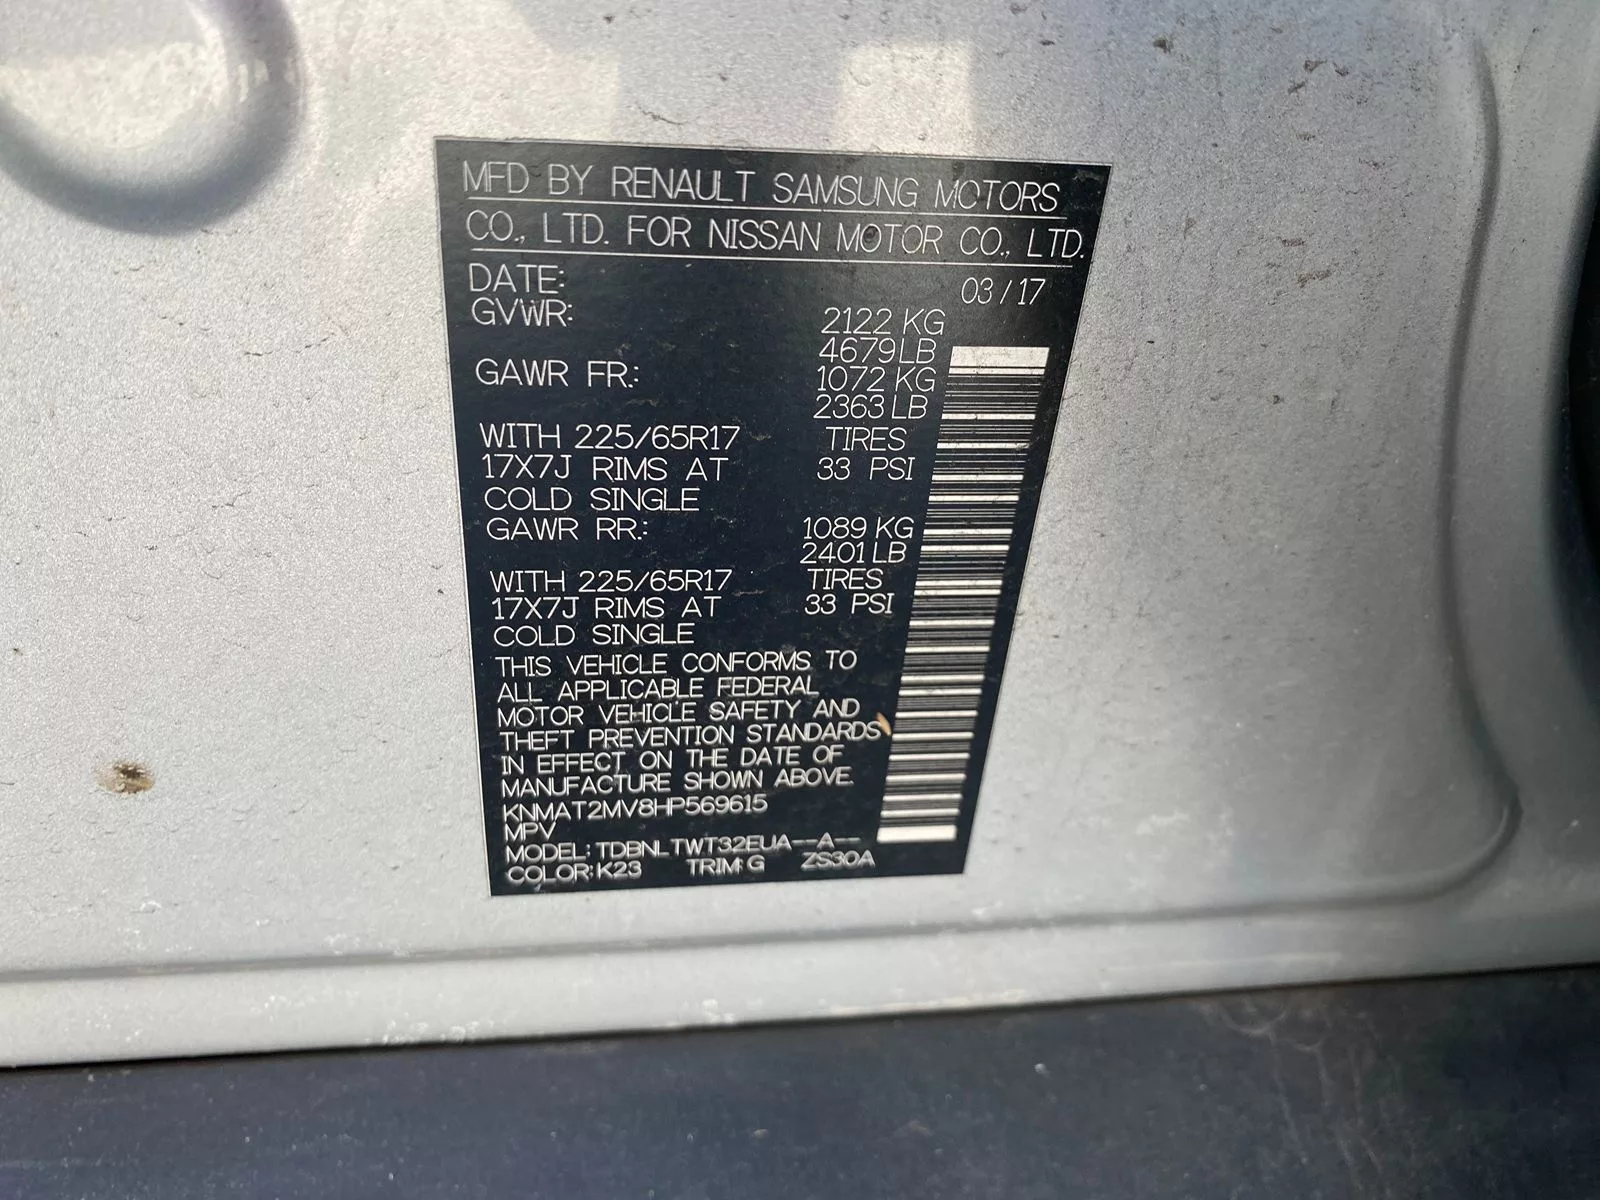 MFD BY RENAULT SAMSUNG MOTORS
CO., LTD. FOR NISSAN MOTOR CO., LTD.
DATE: 03/17
GVWR: 2122 KG
4679 LB
GAWR FR.: 1072 KG
2363 LB
WITH 225/65R17 TIRES
17X7J RIMS AT 33 PSI
COLD SINGLE
GAWR RR.: 1089 KG
2401 LB
WITH 225/65R17 TIRES
17X7J RIMS AT 33 PSI
COLD SINGLE
THIS VEHICLE CONFORMS TO
ALL APPLICABLE FEDERAL
MOTOR VEHICLE SAFETY AND
THEFT PREVENTION STANDARDS
IN EFFECT ON THE DATE OF
MANUFACTURE SHOWN ABOVE.
KNMAT2MV8HP569615
MPV
MODEL: TDBNLTWT32EUA--A--
COLOR: K23 TRIM: G ZS30A